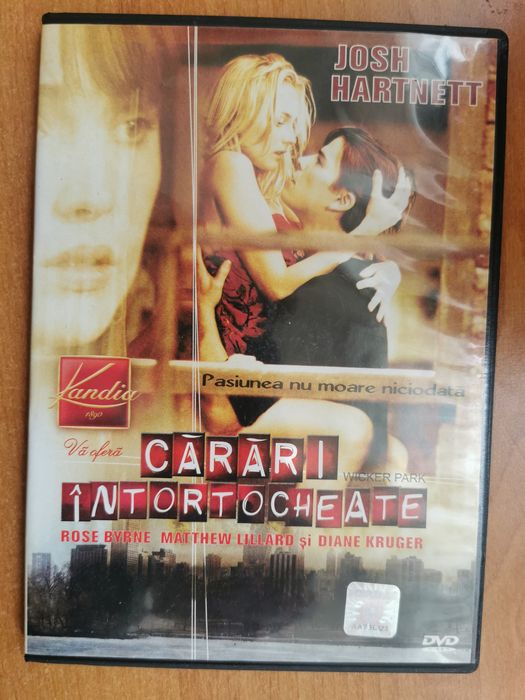 JOSH
HARTNETT
Kandia
1890
Pasiunea nu moare niciodată
Vă oferă
CĂRĂRI
WICKER PARK
ÎNTORTOCHEATE
ROSE BYRNE MATTHEW LILLARD și DIANE KRUGER
DVD